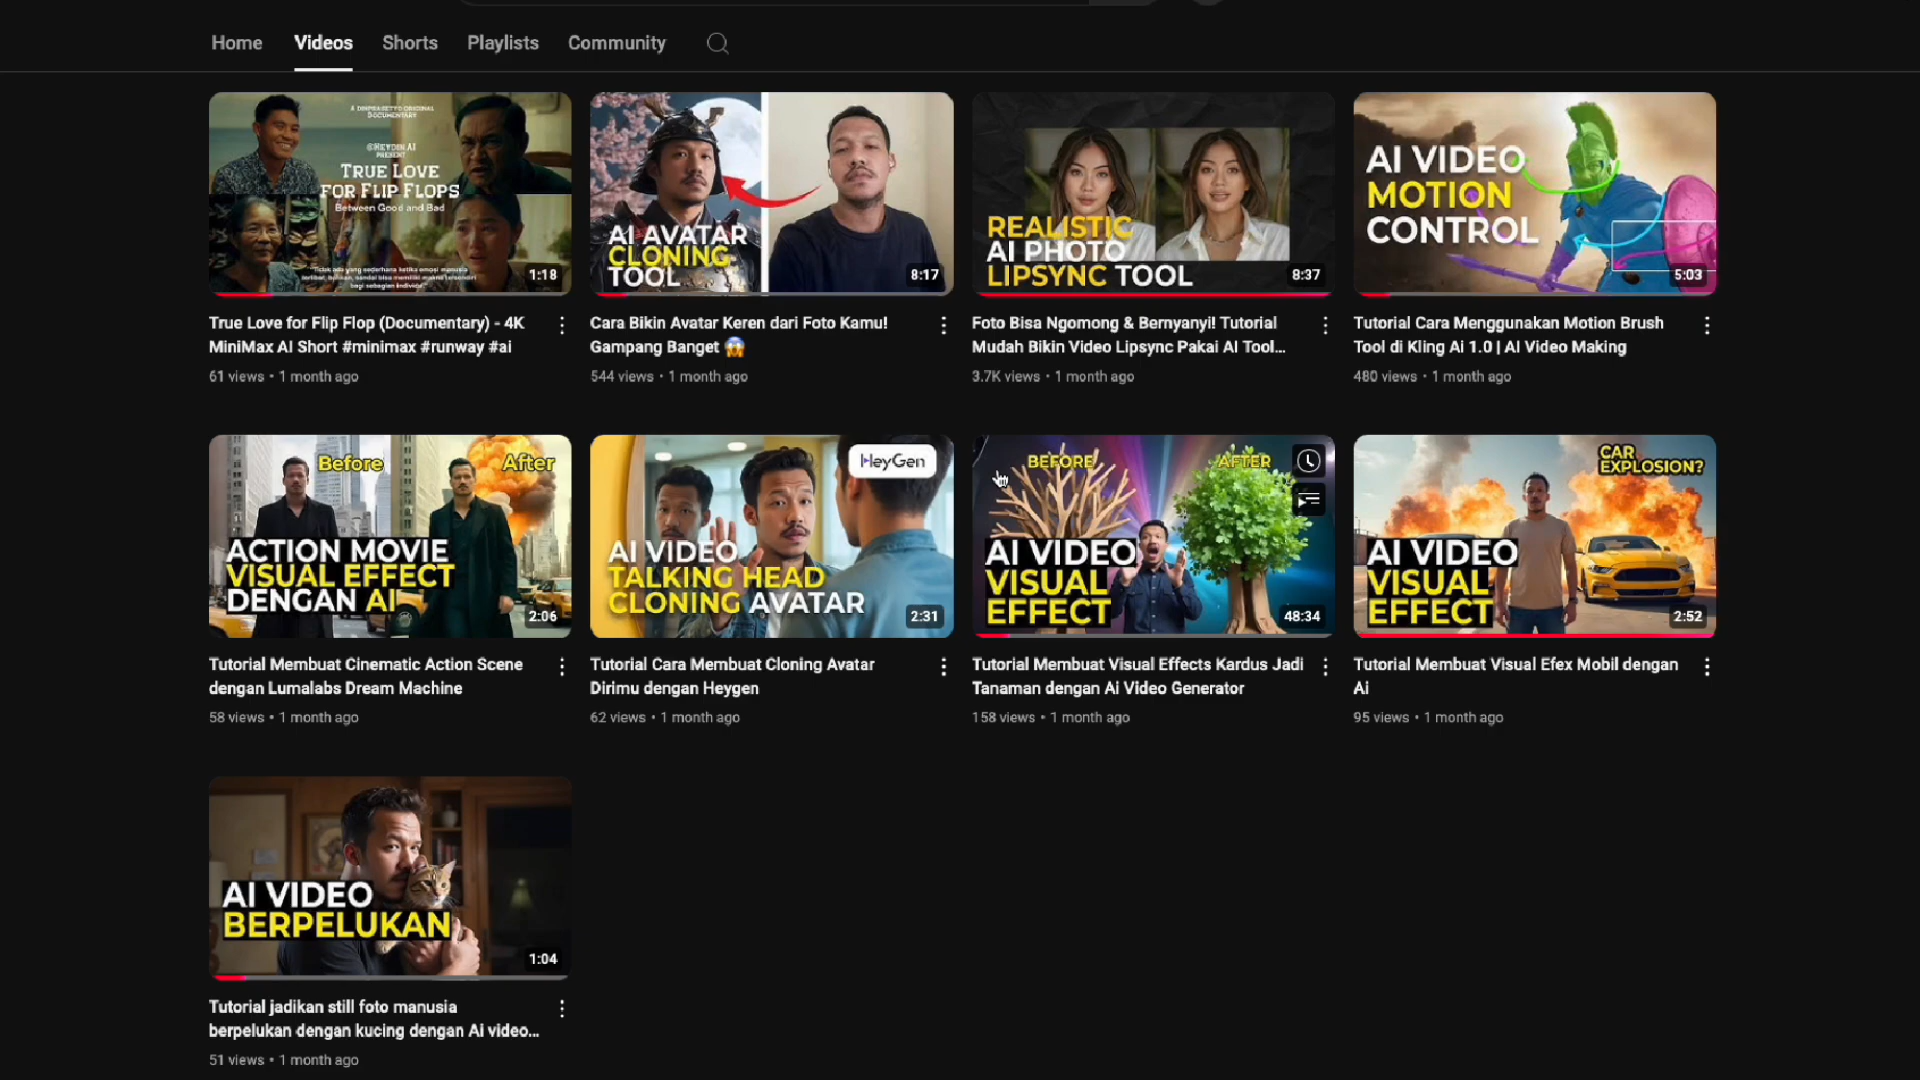 Home
Videos
Shorts
Playlists
Community
DOCUMENTARY
@HEYDIN AI
PRESENT
TRUE LOVE
FOR FLIP FLOPS
Between Good and Bad
1:18
AI AVATAR
CLONING
TOOL
8:17
REALISTIC
AI PHOTO
LIPSYNC TOOL
8:37
AI VIDEO
MOTION
CONTROL
5:03
True Love for Flip Flop (Documentary) - 4K
MiniMax AI Short #minimax #runway #ai
61 views • 1 month ago
Cara Bikin Avatar Keren dari Foto Kamu!
Gampang Banget 😱
544 views • 1 month ago
Foto Bisa Ngomong & Bernyanyi! Tutorial
Mudah Bikin Video Lipsync Pakai AI Tool...
3.7K views • 1 month ago
Tutorial Cara Menggunakan Motion Brush
Tool di Kling Ai 1.0 | AI Video Making
480 views • 1 month ago
Before
After
ACTION MOVIE
VISUAL EFFECT
DENGAN AI
2:06
HeyGen
AI VIDEO
TALKING HEAD
CLONING AVATAR
2:31
BEFORE
AFTER
AI VIDEO
VISUAL
EFFECT
48:34
CAR
EXPLOSION?
AI VIDEO
VISUAL
EFFECT
2:52
Tutorial Membuat Cinematic Action Scene
dengan Lumalabs Dream Machine
58 views • 1 month ago
Tutorial Cara Membuat Cloning Avatar
Dirimu dengan Heygen
62 views • 1 month ago
Tutorial Membuat Visual Effects Kardus Jadi
Tanaman dengan Ai Video Generator
158 views • 1 month ago
Tutorial Membuat Visual Efex Mobil dengan
Ai
95 views • 1 month ago
AI VIDEO
BERPELUKAN
1:04
Tutorial jadikan still foto manusia
berpelukan dengan kucing dengan Ai video...
51 views • 1 month ago